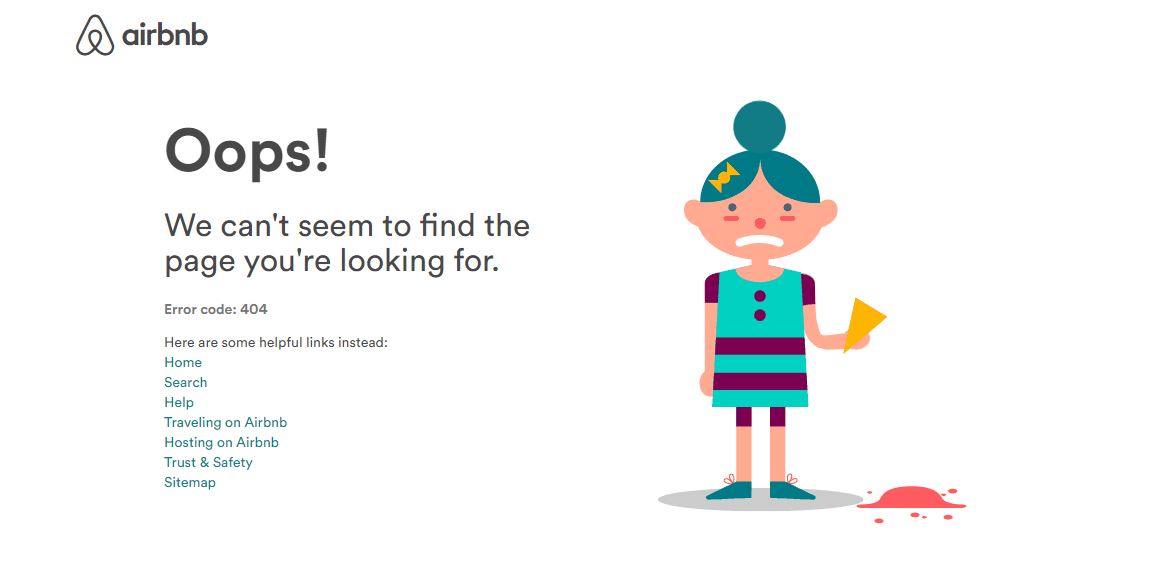 airbnb
Oops!
We can't seem to find the
page you're looking for.
Error code: 404
Here are some helpful links instead:
Home
Search
Help
Traveling on Airbnb
Hosting on Airbnb
Trust & Safety
Sitemap